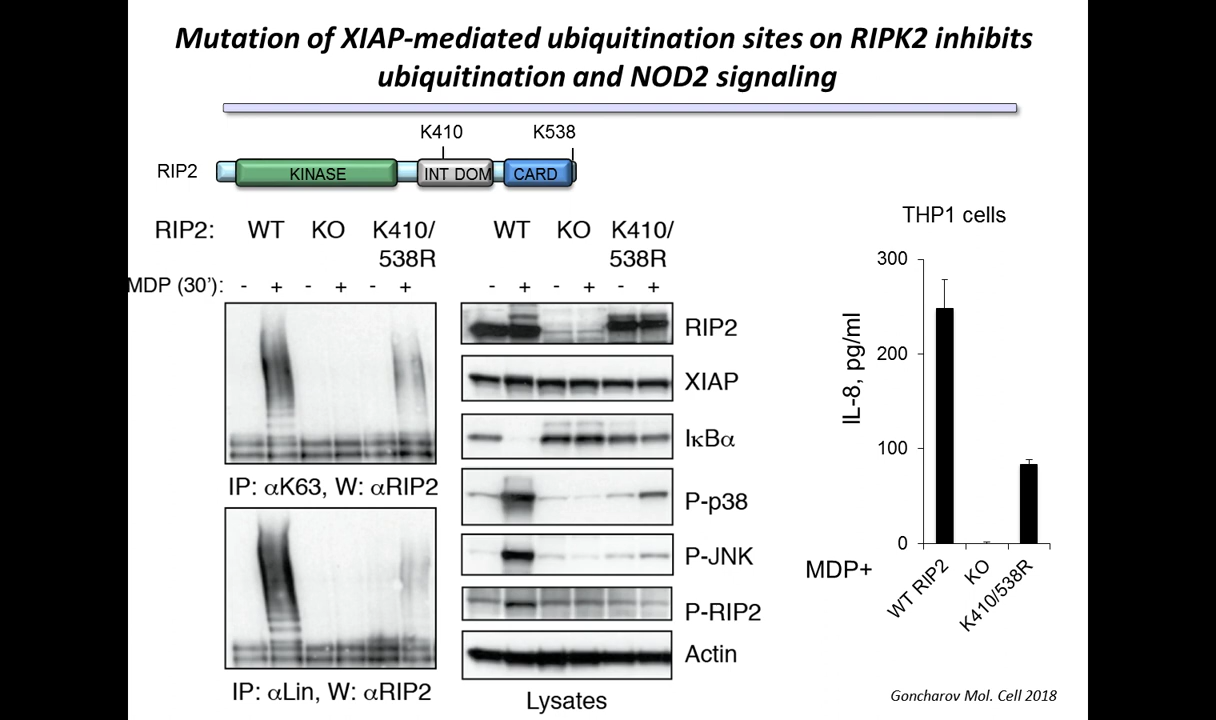 Mutation of XIAP-mediated ubiquitination sites on RIPK2 inhibits
ubiquitination and NOD2 signaling
K410 K538
RIP2 KINASE INT DOM CARD
RIP2: WT KO K410/
538R
MDP (30’): - + - + - +
IP: αK63, W: αRIP2
IP: αLin, W: αRIP2
WT KO K410/
538R
- + - + - +
RIP2
XIAP
IκBα
P-p38
P-JNK
P-RIP2
Actin
Lysates
THP1 cells
IL-8, pg/ml
300
200
100
0
MDP+
WT RIP2
KO
K410/538R
Goncharov Mol. Cell 2018